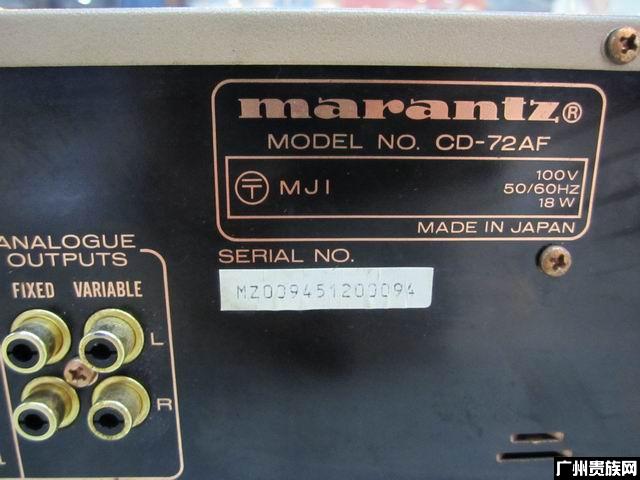 marantz®
MODEL NO. CD-72AF
〒 MJI
100V
50/60HZ
18W
MADE IN JAPAN
SERIAL NO.
MZ009451200094
ANALOGUE
OUTPUTS
FIXED VARIABLE
L
R
广州贵族网